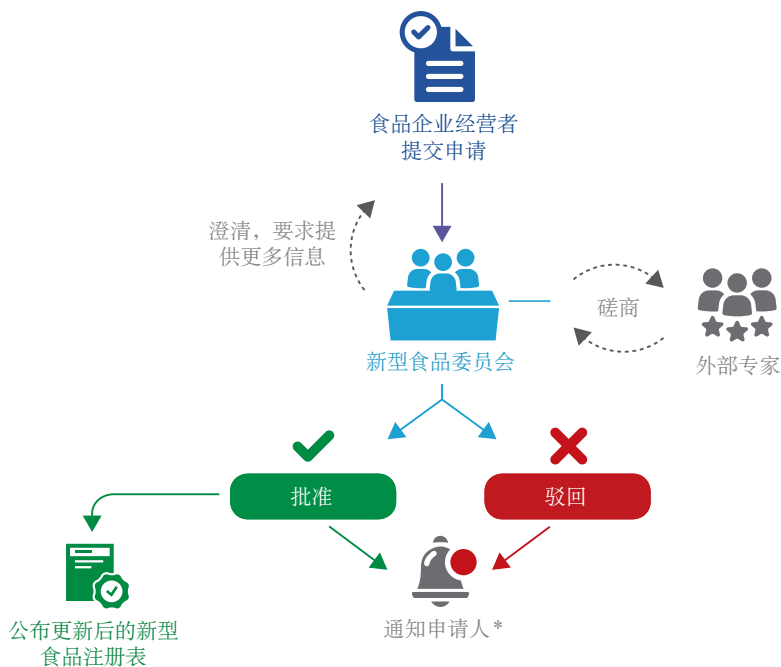 食品企业经营者
提交申请
澄清，要求提
供更多信息
磋商
新型食品委员会
外部专家
批准
驳回
公布更新后的新型
食品注册表
通知申请人*